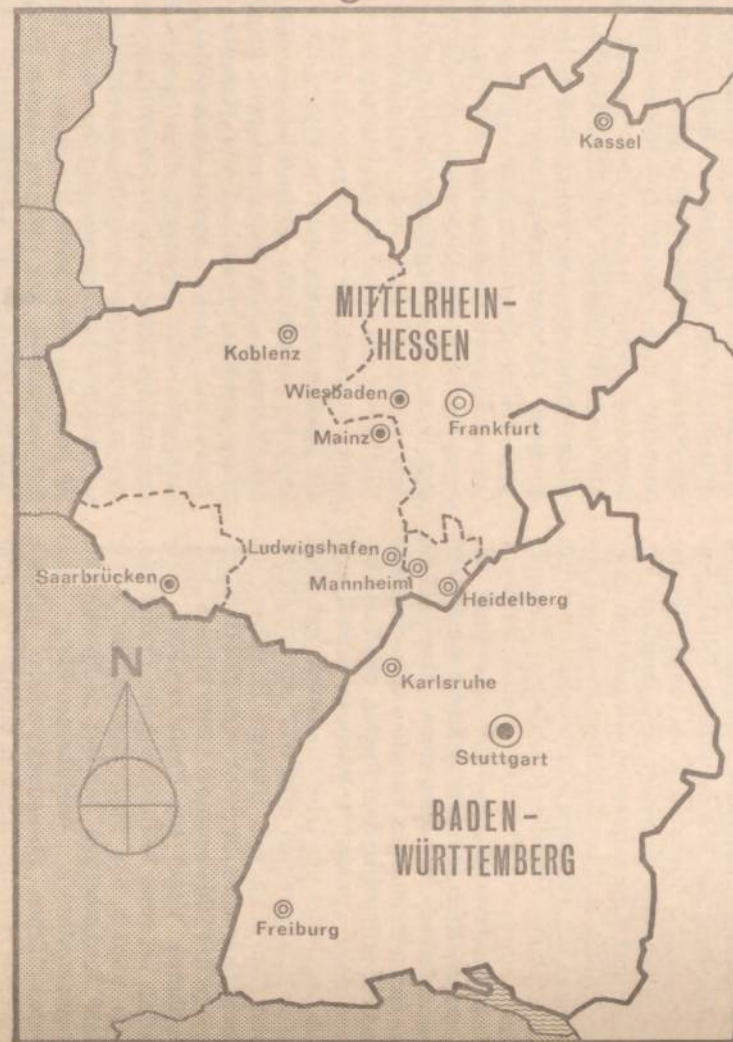 Kassel
MITTELRHEIN-
HESSEN
Koblenz
Wiesbaden
Frankfurt
Mainz
Ludwigshafen
Saarbrücken
Mannheim
Heidelberg
N
Karlsruhe
Stuttgart
BADEN-
WÜRTTEMBERG
Freiburg